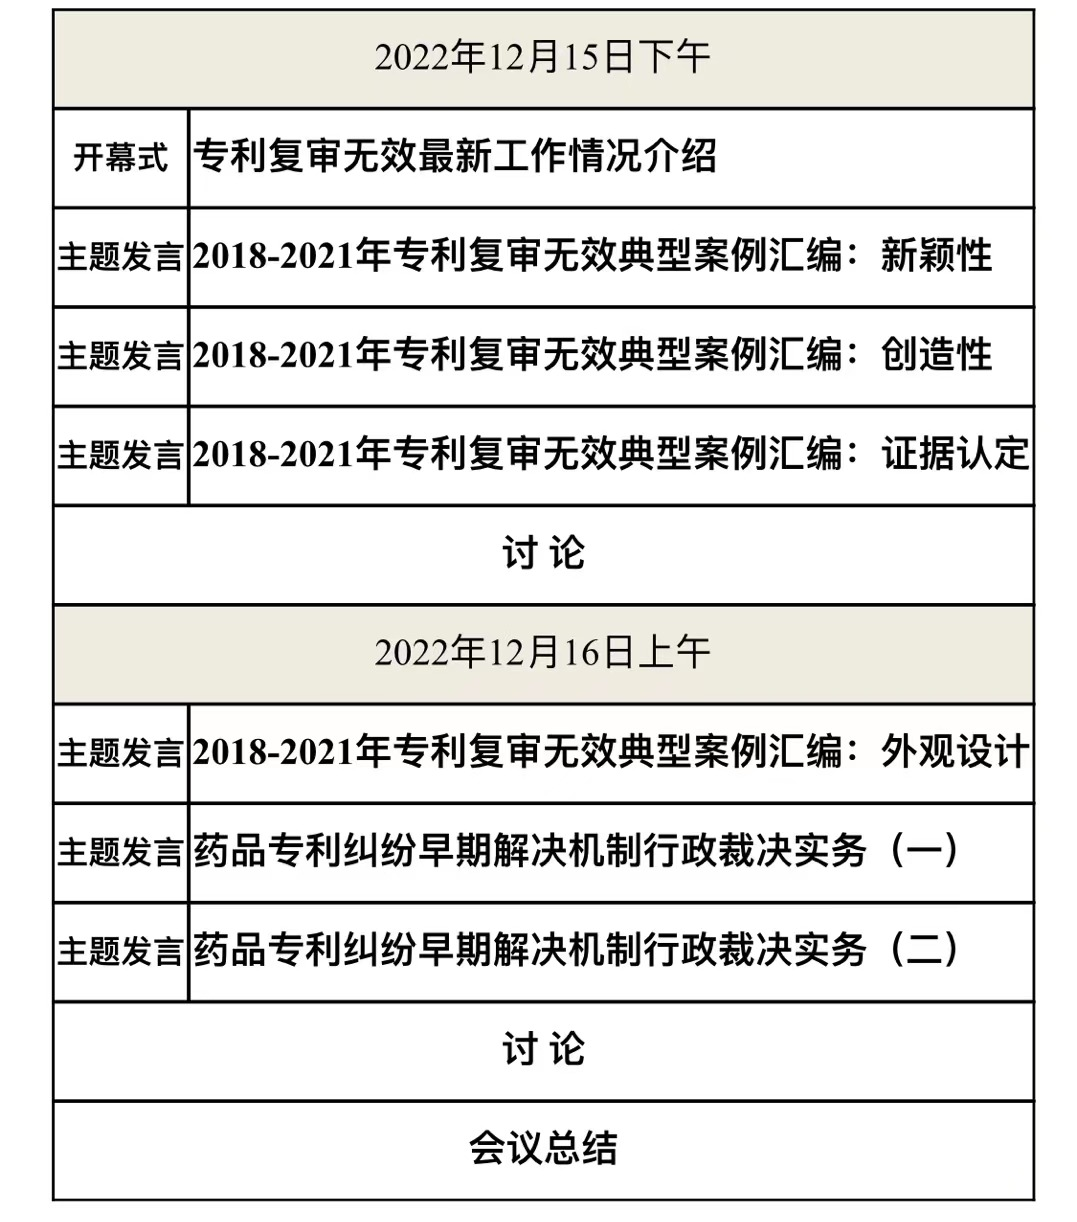 2022年12月15日下午
开幕式 专利复审无效最新工作情况介绍
主题发言 2018-2021年专利复审无效典型案例汇编：新颖性
主题发言 2018-2021年专利复审无效典型案例汇编：创造性
主题发言 2018-2021年专利复审无效典型案例汇编：证据认定
讨 论
2022年12月16日上午
主题发言 2018-2021年专利复审无效典型案例汇编：外观设计
主题发言 药品专利纠纷早期解决机制行政裁决实务（一）
主题发言 药品专利纠纷早期解决机制行政裁决实务（二）
讨 论
会议总结